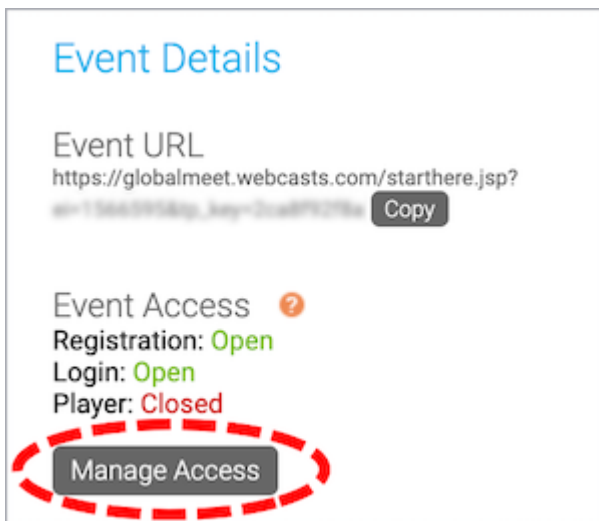 Event Details
Event URL
https://globalmeet.webcasts.com/starthere.jsp?
Copy
Event Access ?
Registration: Open
Login: Open
Player: Closed
Manage Access